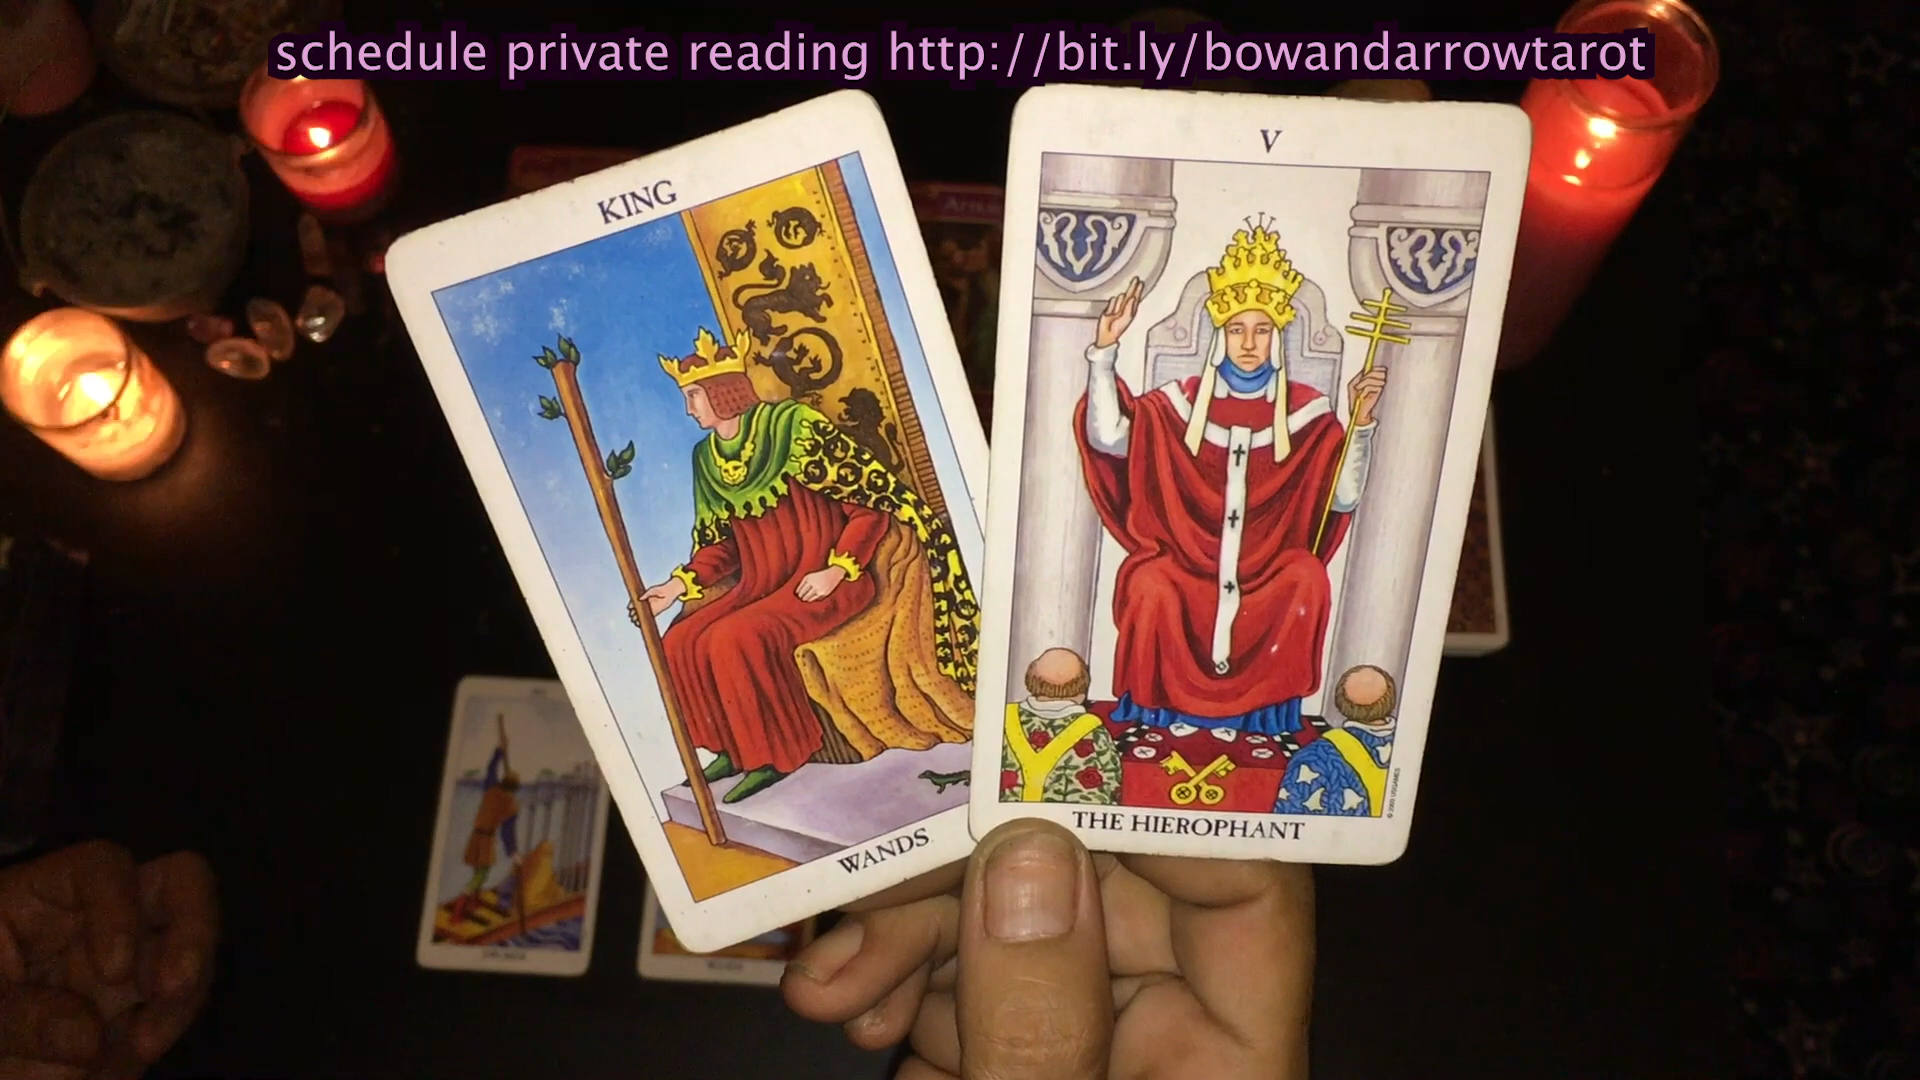 schedule private reading http://bit.ly/bowandarrowtarot
KING
WANDS
V
THE HIEROPHANT